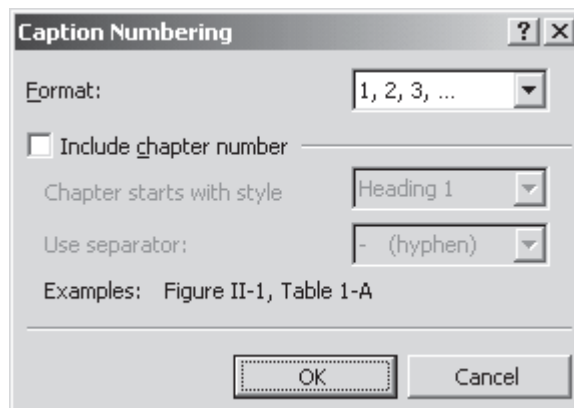 Caption Numbering ? X
Format: 1, 2, 3, ...
Include chapter number
Chapter starts with style Heading 1
Use separator: - (hyphen)
Examples: Figure II-1, Table 1-A
OK Cancel